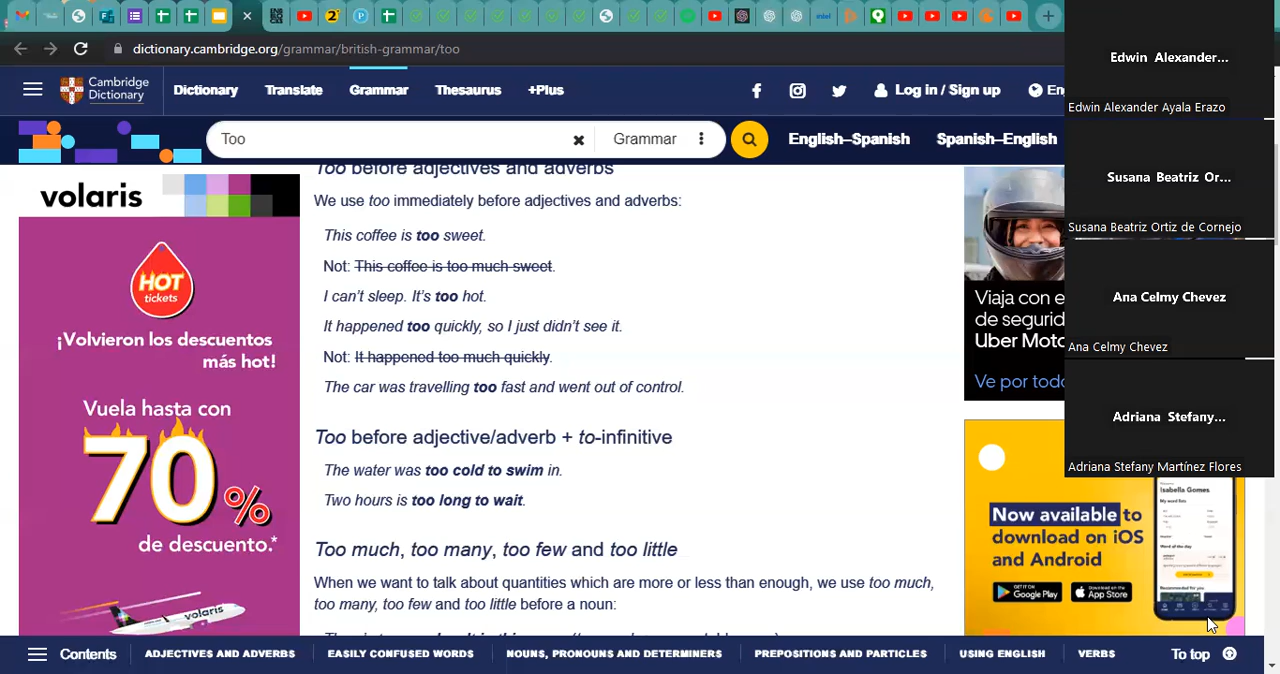 dictionary.cambridge.org/grammar/british-grammar/too
Cambridge
Dictionary
Dictionary
Translate
Grammar
Thesaurus
+Plus
Log in / Sign up
Too
Grammar
English–Spanish
Spanish–English
volaris
HOT
tickets
¡Volvieron los descuentos
más hot!
Vuela hasta con
70%
de descuento.*
volaris
Too before adjectives and adverbs
We use too immediately before adjectives and adverbs:
This coffee is too sweet.
Not: This coffee is too much sweet.
I can't sleep. It's too hot.
It happened too quickly, so I just didn't see it.
Not: It happened too much quickly.
The car was travelling too fast and went out of control.
Too before adjective/adverb + to-infinitive
The water was too cold to swim in.
Two hours is too long to wait.
Too much, too many, too few and too little
When we want to talk about quantities which are more or less than enough, we use too much,
too many, too few and too little before a noun:
Viaja con
de seguri
Uber Moto
Ve por todo
Now available to
download on iOS
and Android
GET IT ON
Google Play
Download on the
App Store
Isabella Gomes
Edwin Alexander...
Edwin Alexander Ayala Erazo
Susana Beatriz Or...
Susana Beatriz Ortiz de Cornejo
Ana Celmy Chevez
Ana Celmy Chevez
Adriana Stefany...
Adriana Stefany Martínez Flores
Contents
ADJECTIVES AND ADVERBS
EASILY CONFUSED WORDS
NOUNS, PRONOUNS AND DETERMINERS
PREPOSITIONS AND PARTICLES
USING ENGLISH
VERBS
To top